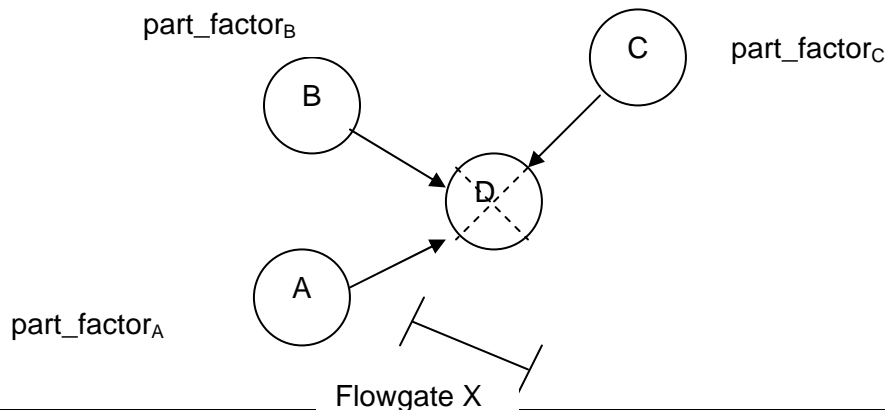 part_factorB
C
part_factorC
B
D
A
part_factorA
Flowgate X